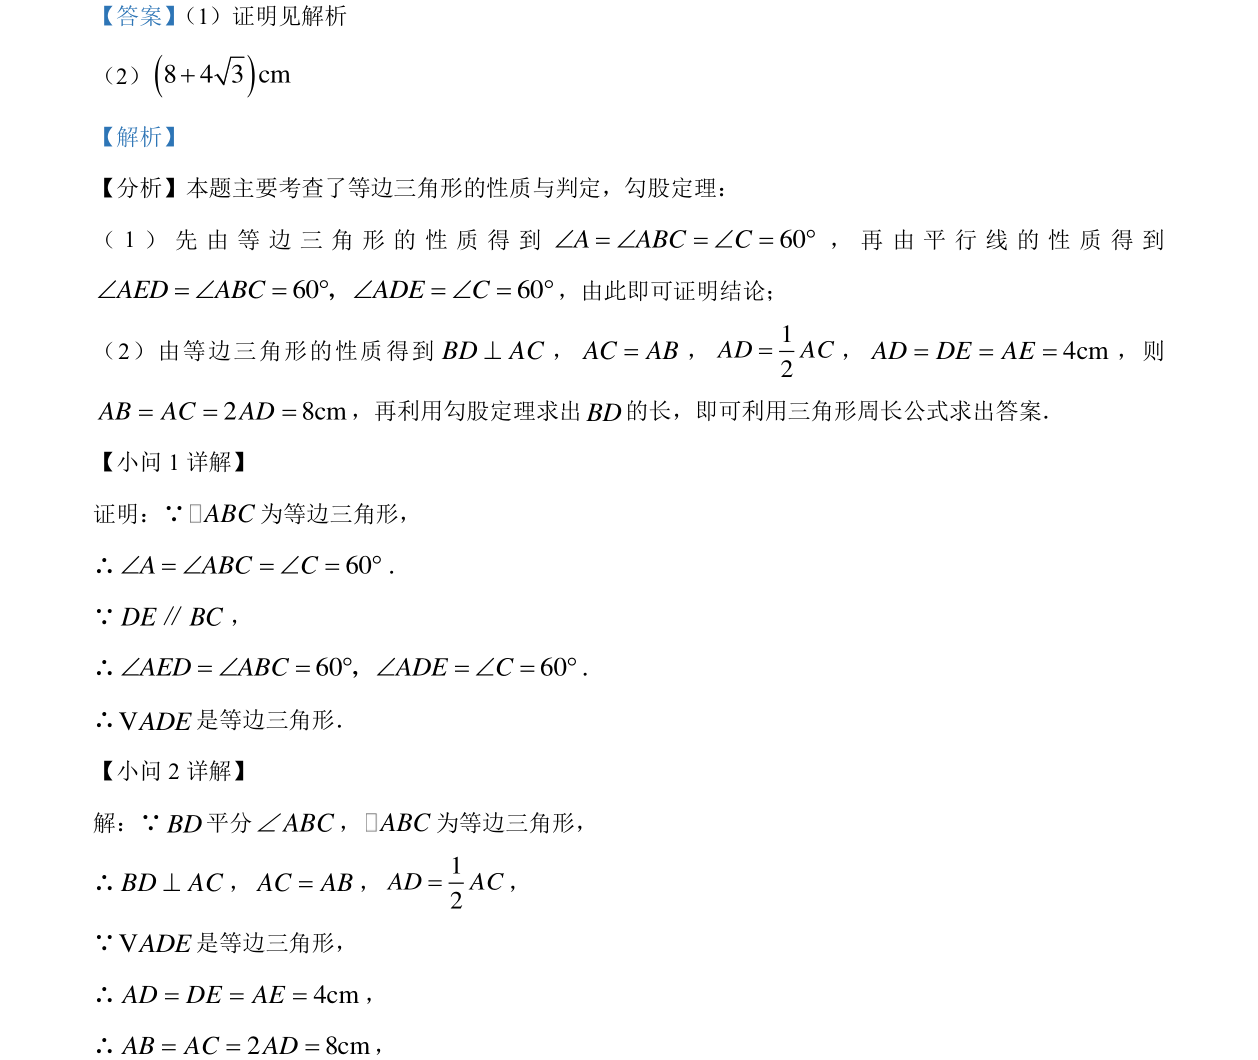 【答案】（1）证明见解析
（2）(8+4√3)cm
【解析】
【分析】本题主要考查了等边三角形的性质与判定，勾股定理：
（1）先由等边三角形的性质得到∠A=∠ABC=∠C=60°，再由平行线的性质得到
∠AED=∠ABC=60°，∠ADE=∠C=60°，由此即可证明结论；
（2）由等边三角形的性质得到BD⊥AC，AC=AB，AD=1/2AC，AD=DE=AE=4cm，则
AB=AC=2AD=8cm，再利用勾股定理求出BD的长，即可利用三角形周长公式求出答案．
【小问1详解】
证明：∵□ABC为等边三角形，
∴∠A=∠ABC=∠C=60°．
∵DE∥BC，
∴∠AED=∠ABC=60°，∠ADE=∠C=60°．
∴VADE是等边三角形．
【小问2详解】
解：∵BD平分∠ABC，□ABC为等边三角形，
∴BD⊥AC，AC=AB，AD=1/2AC，
∵VADE是等边三角形，
∴AD=DE=AE=4cm，
∴AB=AC=2AD=8cm，